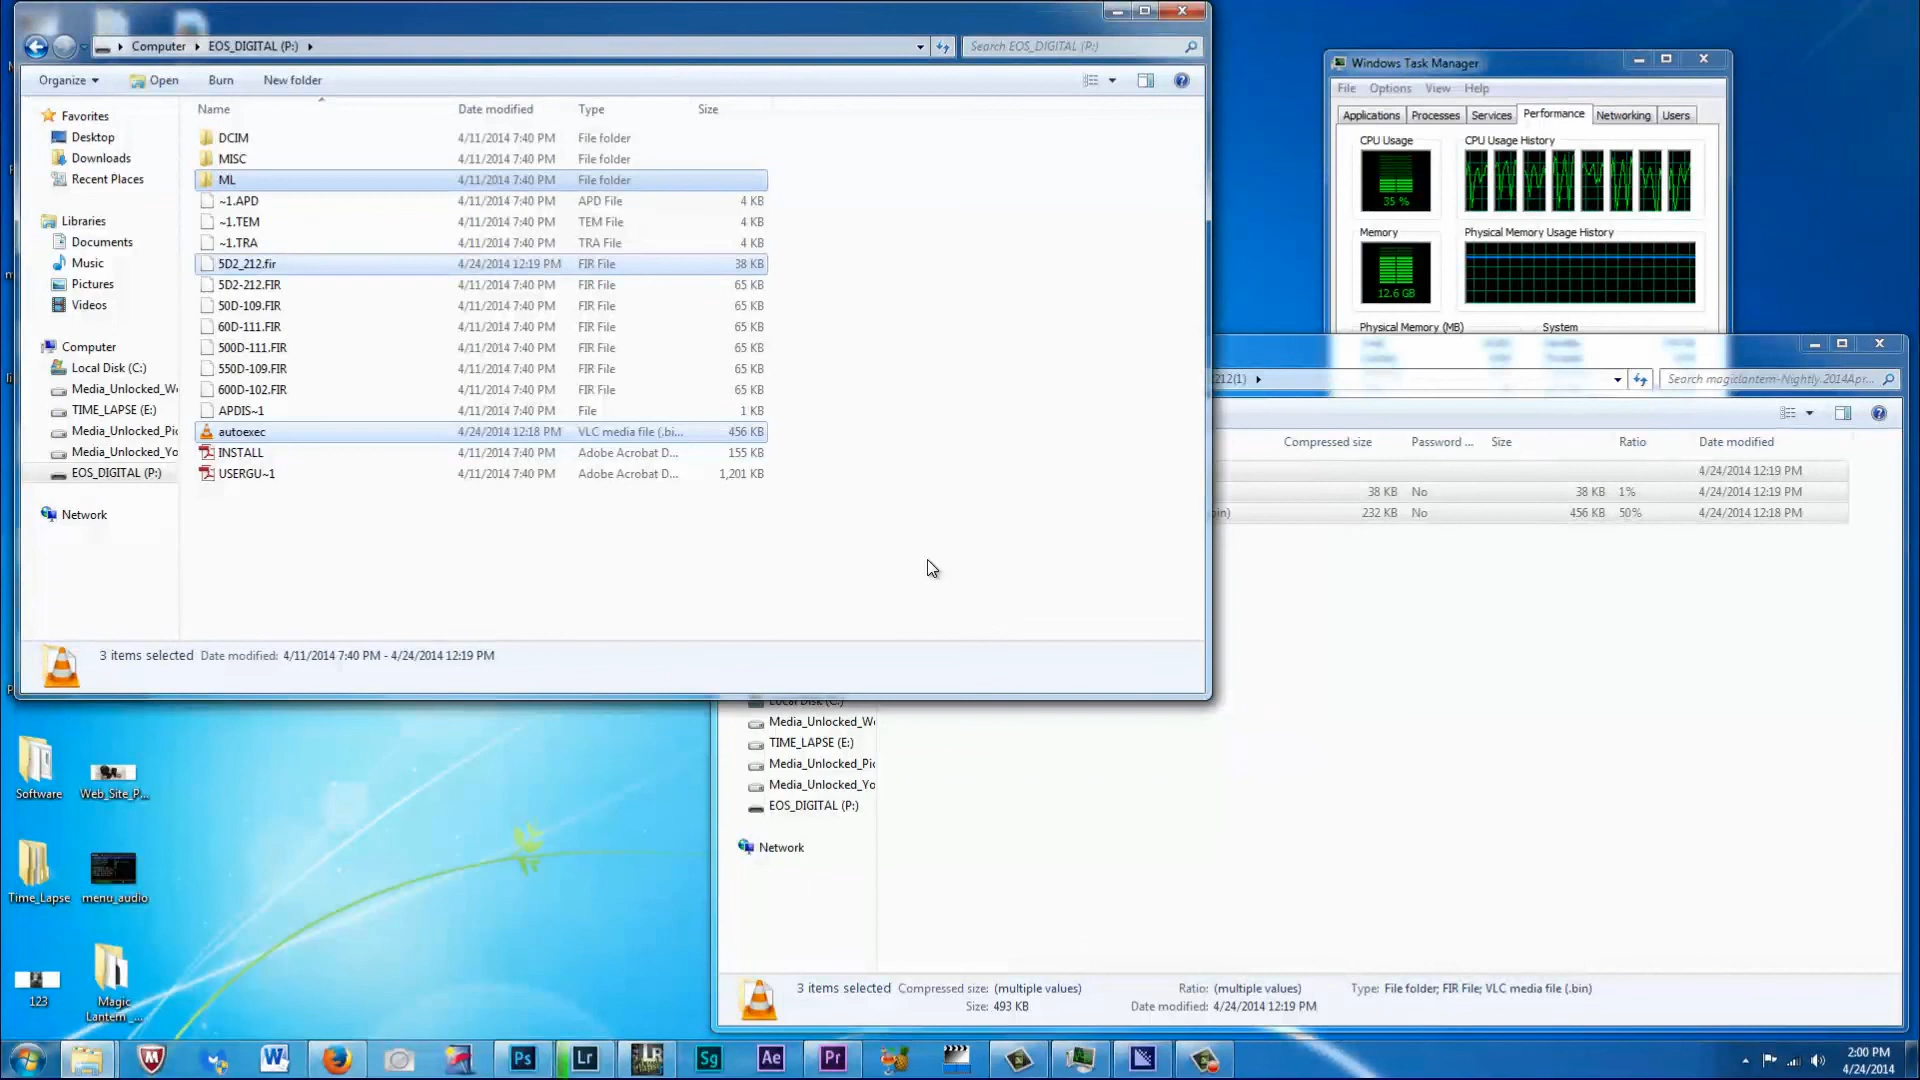 Computer EOS_DIGITAL (P:)
Search EOS_DIGITAL (P:)
Organize Open Burn New folder
Name Date modified Type Size
Favorites
Desktop
Downloads
Recent Places
Libraries
Documents
Music
Pictures
Videos
Computer
Local Disk (C:)
Media_Unlocked_W
TIME_LAPSE (E:)
Media_Unlocked_Pi
Media_Unlocked_Yo
EOS_DIGITAL (P:)
Network
DCIM 4/11/2014 7:40 PM File folder
MISC 4/11/2014 7:40 PM File folder
ML 4/11/2014 7:40 PM File folder
~1.APD 4/11/2014 7:40 PM APD File 4 KB
~1.TEM 4/11/2014 7:40 PM TEM File 4 KB
~1.TRA 4/11/2014 7:40 PM TRA File 4 KB
5D2_212.fir 4/24/2014 12:19 PM FIR File 38 KB
5D2-212.FIR 4/11/2014 7:40 PM FIR File 65 KB
50D-109.FIR 4/11/2014 7:40 PM FIR File 65 KB
60D-111.FIR 4/11/2014 7:40 PM FIR File 65 KB
500D-111.FIR 4/11/2014 7:40 PM FIR File 65 KB
550D-109.FIR 4/11/2014 7:40 PM FIR File 65 KB
600D-102.FIR 4/11/2014 7:40 PM FIR File 65 KB
APDIS~1 4/11/2014 7:40 PM File 1 KB
autoexec 4/24/2014 12:18 PM VLC media file (.bi... 456 KB
INSTALL 4/11/2014 7:40 PM Adobe Acrobat D... 155 KB
USERGU~1 4/11/2014 7:40 PM Adobe Acrobat D... 1,201 KB
3 items selected Date modified: 4/11/2014 7:40 PM - 4/24/2014 12:19 PM
Windows Task Manager
File Options View Help
Applications Processes Services Performance Networking Users
CPU Usage CPU Usage History
35 %
Memory Physical Memory Usage History
12.6 GB
Physical Memory (MB) System
212(1)
Search magiclantern-Nightly.2014Apr...
Compressed size Password ... Size Ratio Date modified
4/24/2014 12:19 PM
38 KB No 38 KB 1% 4/24/2014 12:19 PM
bin) 232 KB No 456 KB 50% 4/24/2014 12:18 PM
Local Disk (C:)
Media_Unlocked_W
TIME_LAPSE (E:)
Media_Unlocked_Pi
Media_Unlocked_Yo
EOS_DIGITAL (P:)
Network
3 items selected Compressed size: (multiple values) Ratio: (multiple values) Type: File folder; FIR File; VLC media file (.bin)
Size: 493 KB Date modified: 4/24/2014 12:19 PM
Software
Web_Site_P...
Time_Lapse
menu_audio
123
Magic
Lantern_...
W Ps Lr LR Sg Ae Pr
2:00 PM
4/24/2014